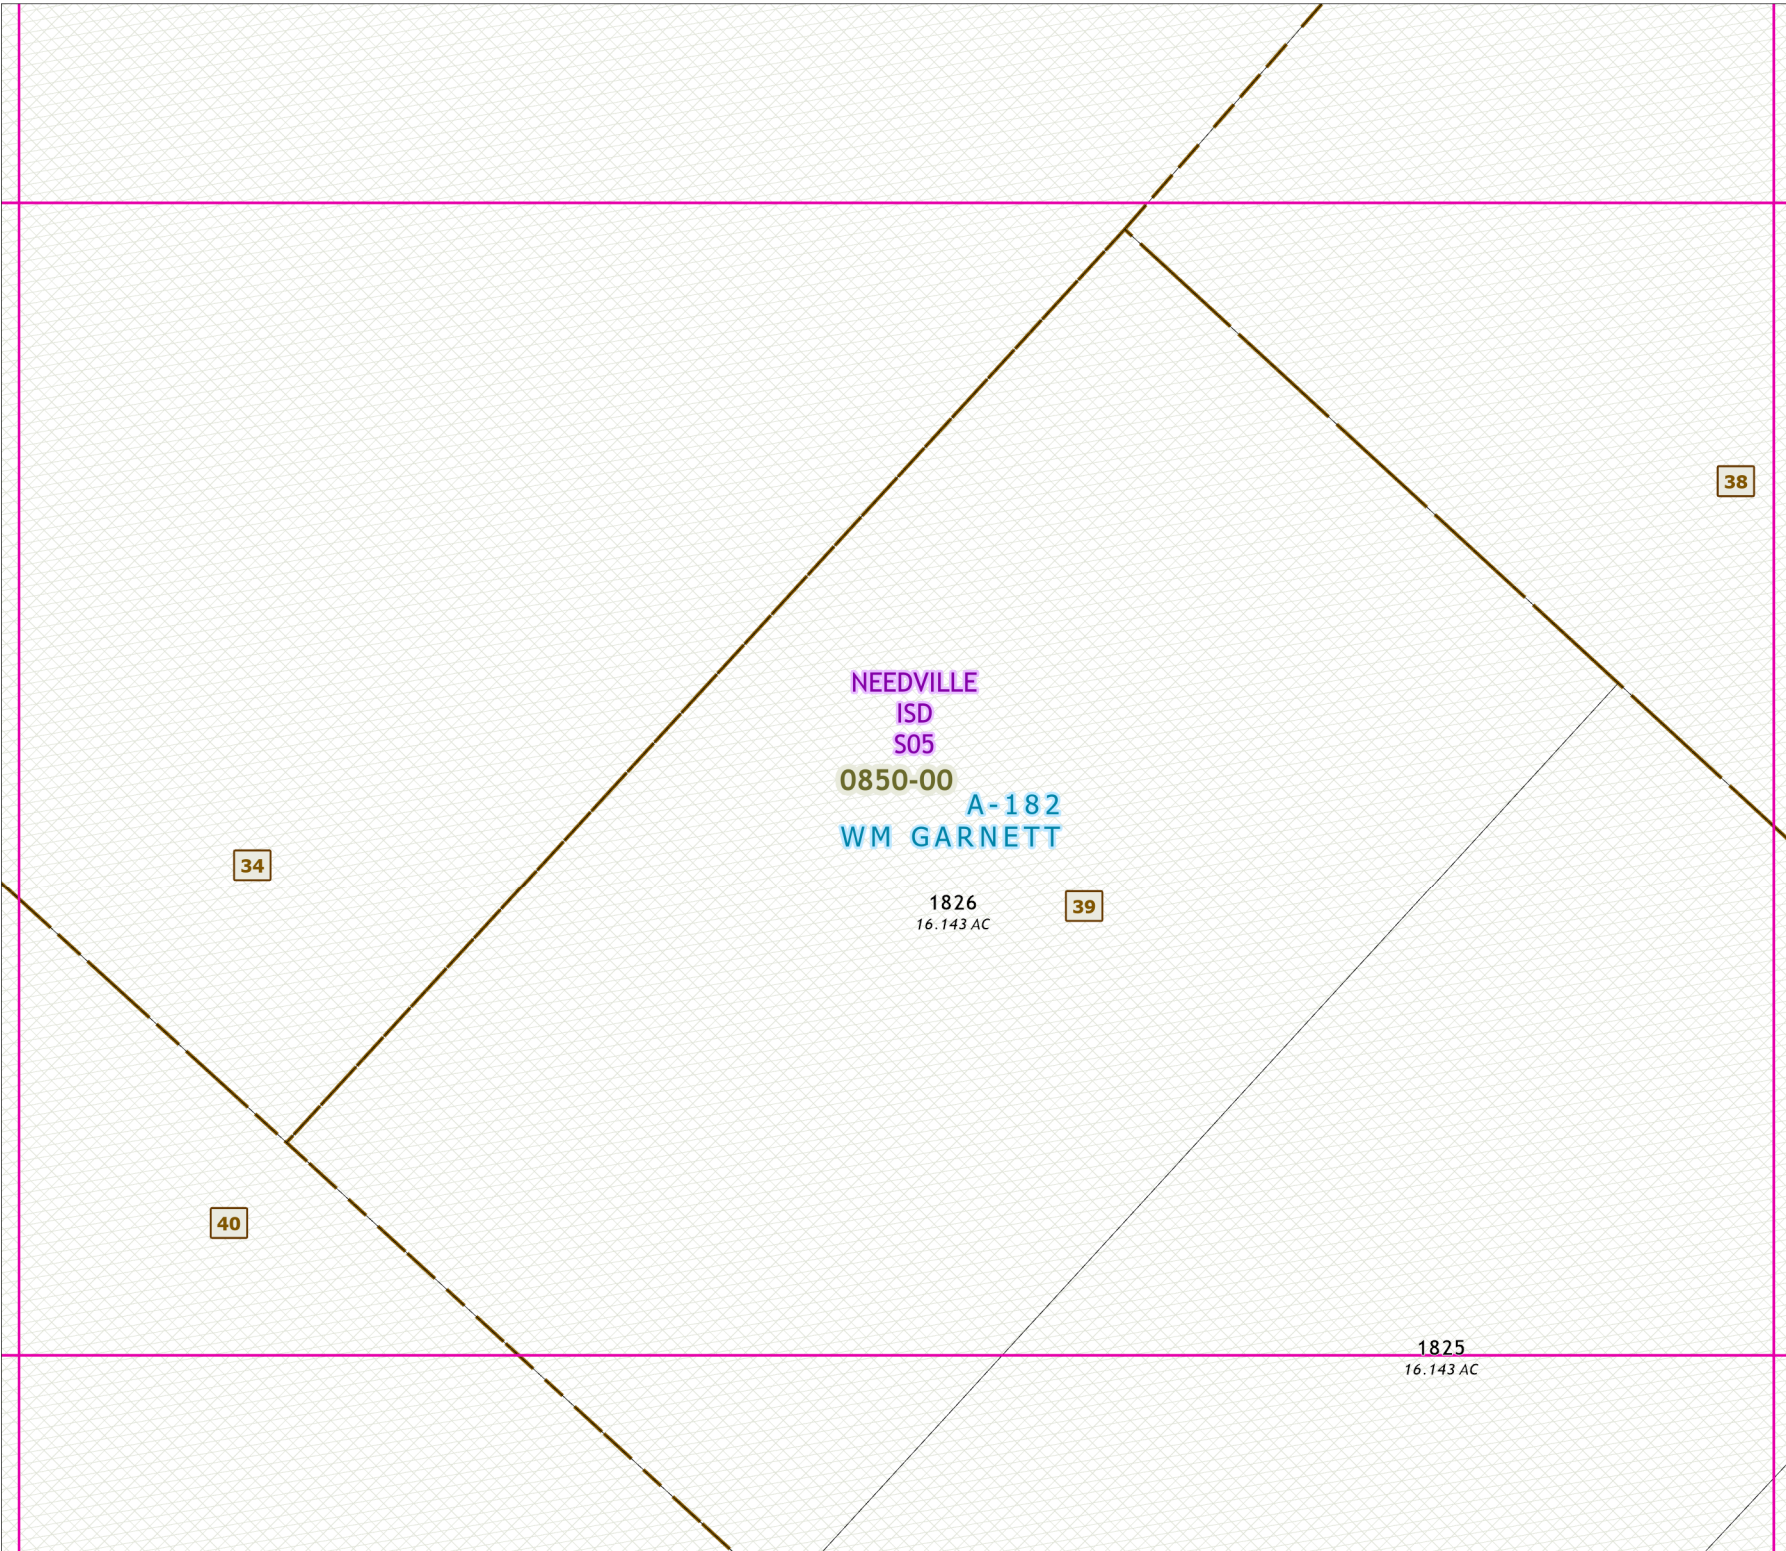 38
NEEDVILLE
ISD
S05
0850-00
A-182
WM GARNETT
34
1826
16.143 AC
39
40
1825
16.143 AC